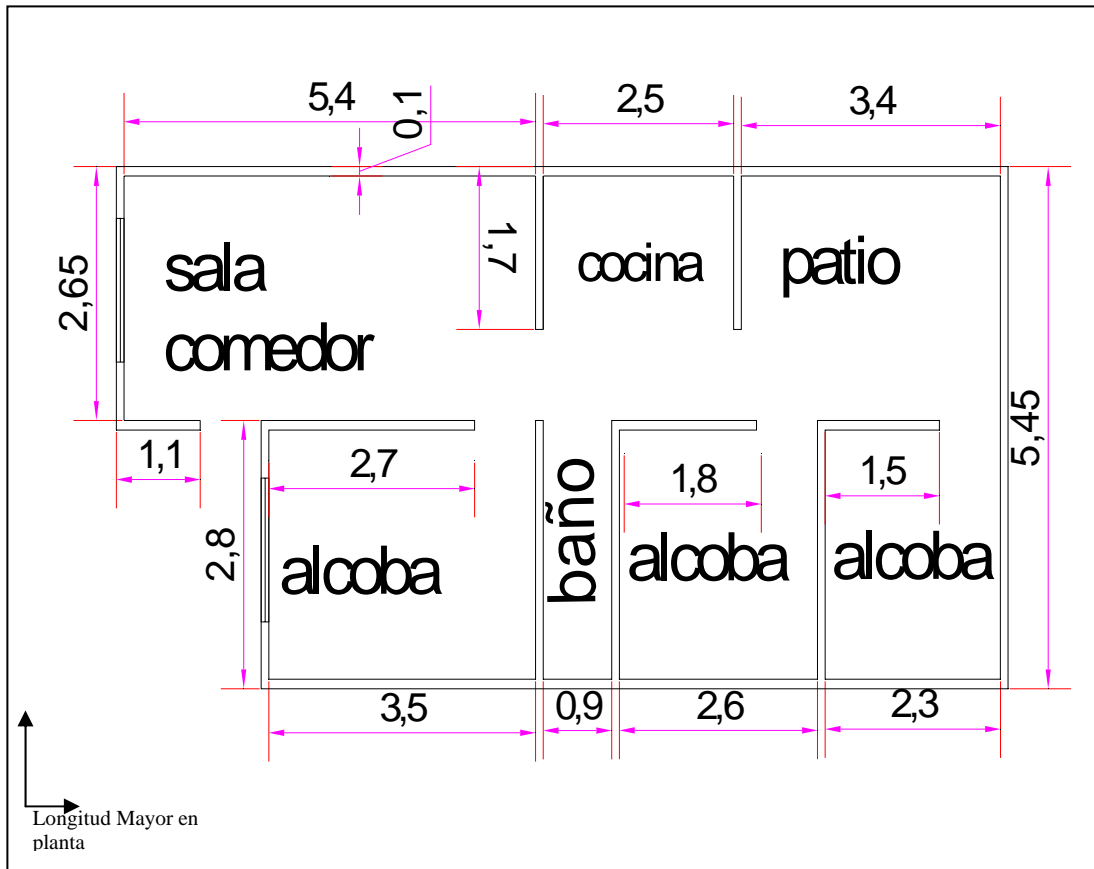 5,4
0,1
2,5
3,4
2,65
sala
comedor
1,7
cocina
patio
5,45
1,1
2,7
1,8
1,5
2,8
alcoba
baño
alcoba
alcoba
3,5
0,9
2,6
2,3
Longitud Mayor en
planta